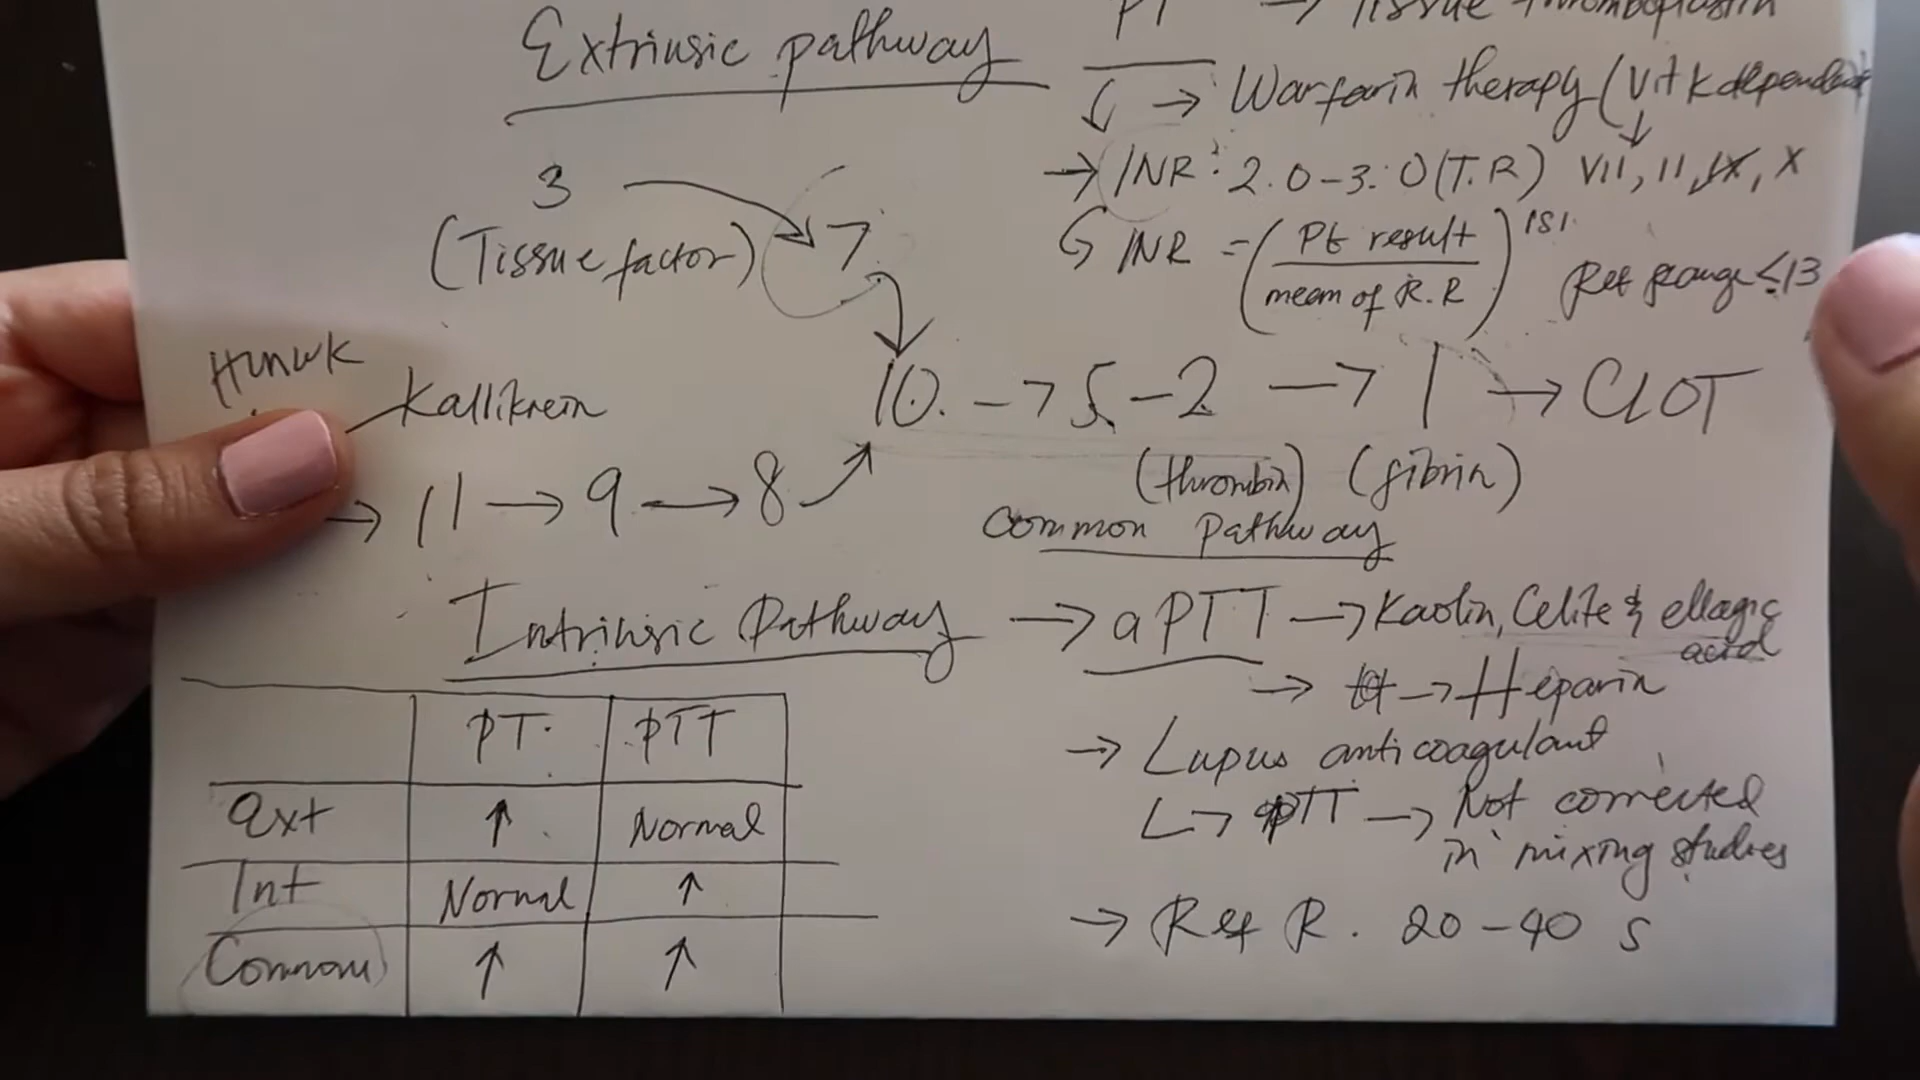 Extrinsic pathway
PT → Tissue thromboplastin
→ Warfarin therapy (Vit K dependent
→ INR: 2.0-3.0 (T.R) VII, II, IX, X
3 7
(Tissue factor)
INR = (Pt result / mean of R.R) ISI
Ref range ≤13
HMWK
Kallikrein
10 → 5 - 2 → 1 → CLOT
(thrombin) (fibrin)
→ 11 → 9 → 8
Common pathway
Intrinsic Pathway → aPTT → Kaolin, Celite & ellagic acid
→ → Heparin
→ Lupus anticoagulant
↳ aPTT → Not corrected
in mixing studies
→ Ref R. 20-40 s
PT PTT
Ext ↑ Normal
Int Normal ↑
Common ↑ ↑